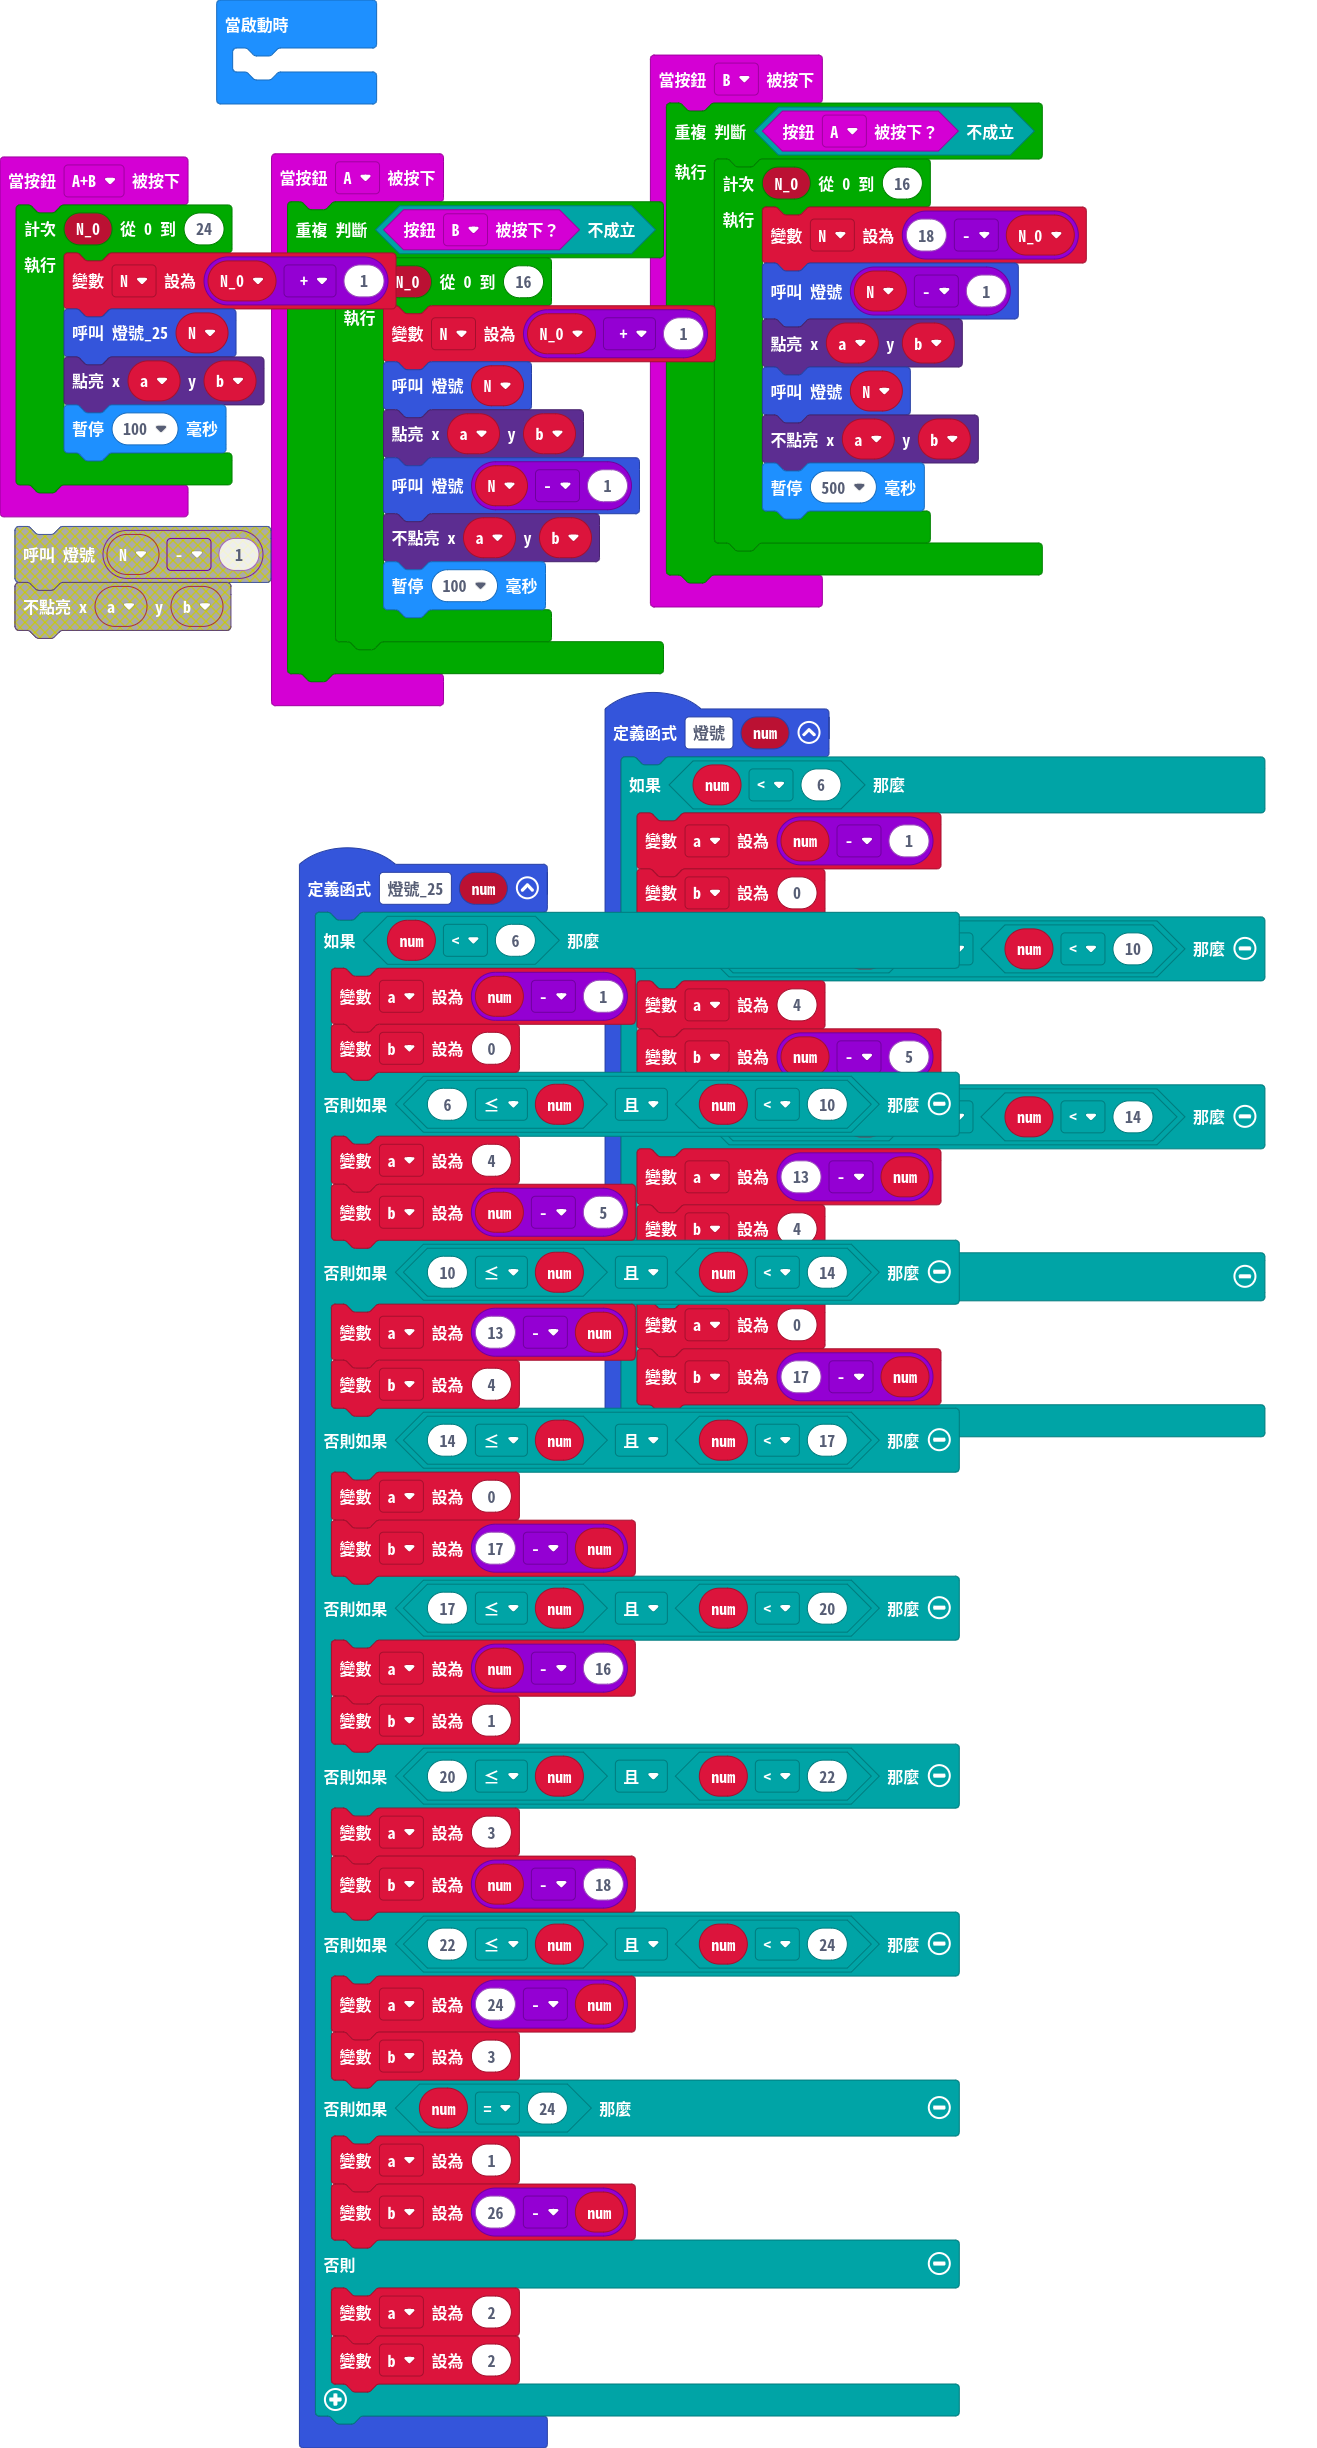 當啟動時
當按鈕 A+B 被按下
計次 N_O 從 0 到 24
執行
變數 N 設為 N_O + 1
呼叫 燈號_25 N
點亮 x a y b
暫停 100 毫秒
呼叫 燈號 N - 1
不點亮 x a y b
當按鈕 A 被按下
重複 判斷 按鈕 B 被按下？ 不成立
N_O 從 0 到 16
執行
變數 N 設為 N_O + 1
呼叫 燈號 N
點亮 x a y b
呼叫 燈號 N - 1
不點亮 x a y b
暫停 100 毫秒
當按鈕 B 被按下
重複 判斷 按鈕 A 被按下？ 不成立
執行
計次 N_O 從 0 到 16
執行
變數 N 設為 18 - N_O
呼叫 燈號 N - 1
點亮 x a y b
呼叫 燈號 N
不點亮 x a y b
暫停 500 毫秒
定義函式 燈號 num
如果 num < 6 那麼
變數 a 設為 num - 1
變數 b 設為 0
num < 10 那麼
變數 a 設為 4
變數 b 設為 num - 5
num < 14 那麼
變數 a 設為 13 - num
變數 b 設為 4
變數 a 設為 0
變數 b 設為 17 - num
定義函式 燈號_25 num
如果 num < 6 那麼
變數 a 設為 num - 1
變數 b 設為 0
否則如果 6 ≤ num 且 num < 10 那麼
變數 a 設為 4
變數 b 設為 num - 5
否則如果 10 ≤ num 且 num < 14 那麼
變數 a 設為 13 - num
變數 b 設為 4
否則如果 14 ≤ num 且 num < 17 那麼
變數 a 設為 0
變數 b 設為 17 - num
否則如果 17 ≤ num 且 num < 20 那麼
變數 a 設為 num - 16
變數 b 設為 1
否則如果 20 ≤ num 且 num < 22 那麼
變數 a 設為 3
變數 b 設為 num - 18
否則如果 22 ≤ num 且 num < 24 那麼
變數 a 設為 24 - num
變數 b 設為 3
否則如果 num = 24 那麼
變數 a 設為 1
變數 b 設為 26 - num
否則
變數 a 設為 2
變數 b 設為 2